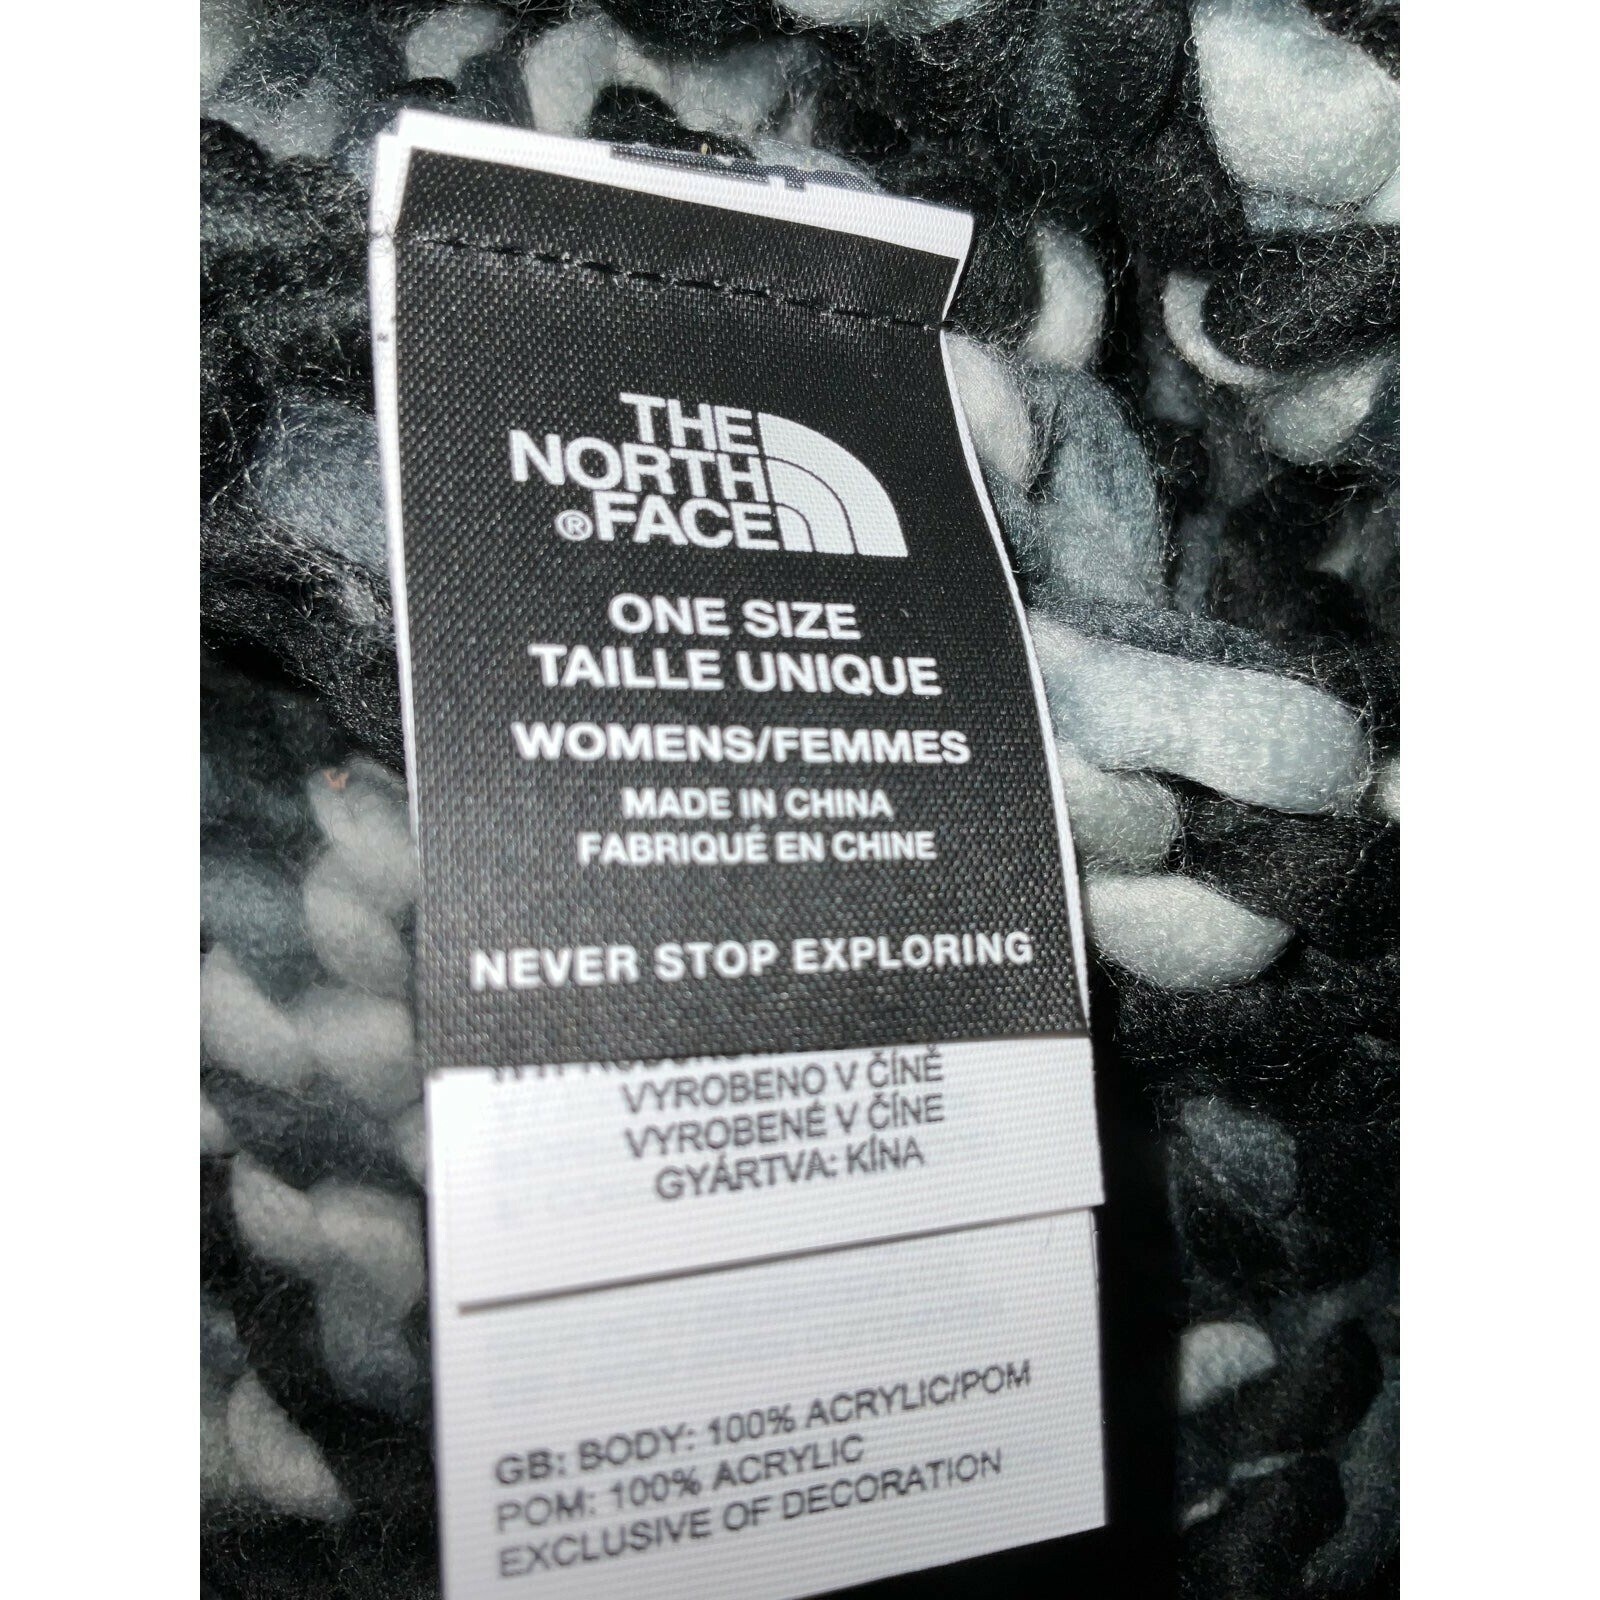 THE
NORTH
®FACE
ONE SIZE
TAILLE UNIQUE
WOMENS/FEMMES
MADE IN CHINA
FABRIQUÉ EN CHINE
NEVER STOP EXPLORING
VYROBENO V ČÍNĚ
VYROBENÉ V ČÍNE
GYÁRTVA: KÍNA
GB: BODY: 100% ACRYLIC/POM
POM: 100% ACRYLIC
EXCLUSIVE OF DECORATION